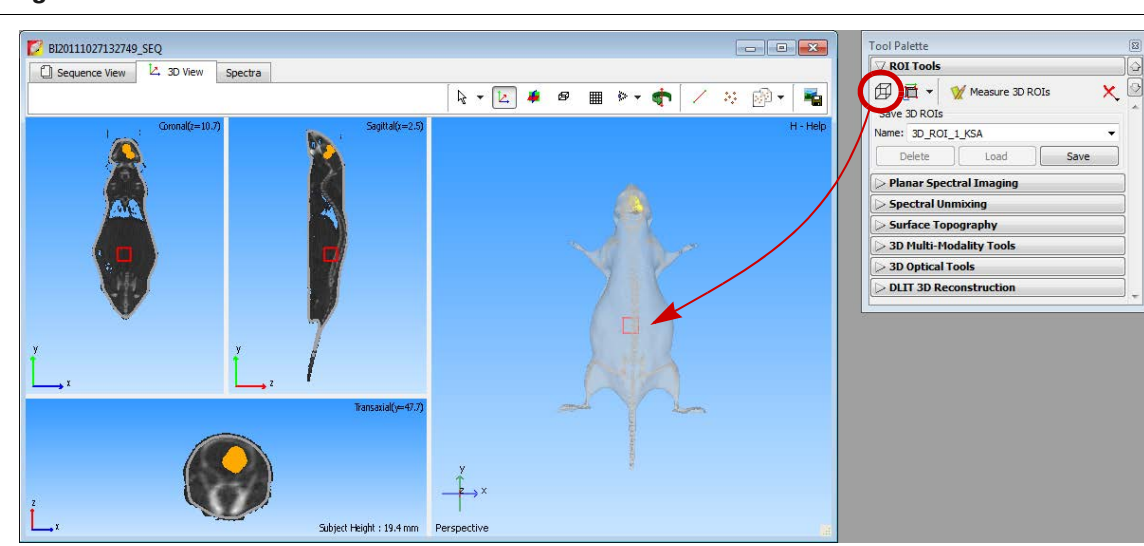 BI20111027132749_SEQ
Sequence View
3D View
Spectra
Coronal(z=10.7)
y
x
Sagittal(x=2.5)
y
z
Transaxial(y=47.7)
z
x
Subject Height : 19.4 mm
H - Help
y
z
x
Perspective
Tool Palette
ROI Tools
Measure 3D ROIs
Save 3D ROIs
Name: 3D_ROI_1_KSA
Delete
Load
Save
Planar Spectral Imaging
Spectral Unmixing
Surface Topography
3D Multi-Modality Tools
3D Optical Tools
DLIT 3D Reconstruction